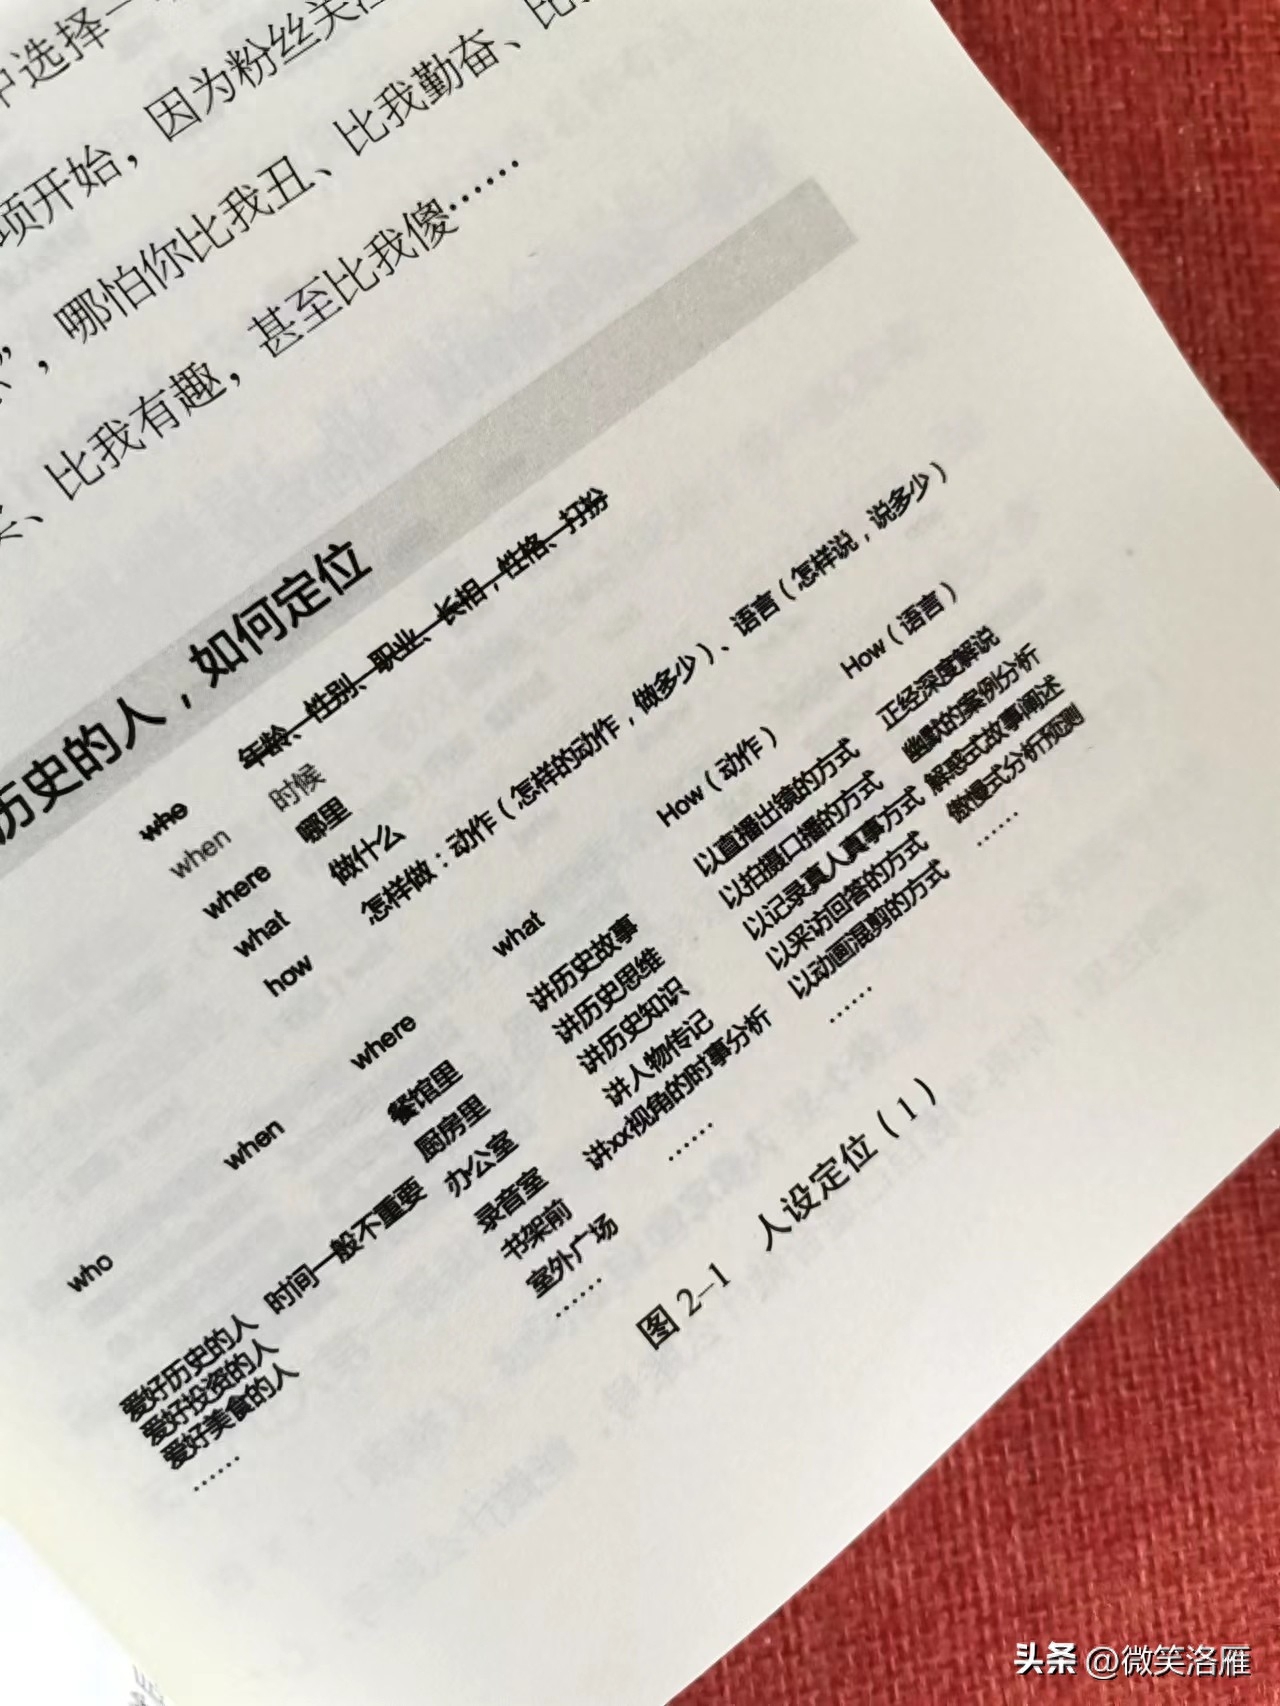 中选择一
项开始，因为粉丝关注
”，哪怕你比我丑、比我勤奋、比
、比我有趣，甚至比我傻……
历史的人，如何定位
who 年龄、性别、职业、长相，性格、打扮
when 时候
where 哪里
what 做什么
how 怎样做：动作（怎样的动作，做多少）、语言（怎样说，说多少）
who when where what How（动作） How（语言）
爱好历史的人 时间一般不重要 餐馆里 讲历史故事 以直播出镜的方式 正经深度解说
爱好投资的人 厨房里 讲历史思维 以拍摄口播的方式 幽默的案例分析
爱好美食的人 办公室 讲历史知识 以记录真人真事方式 解惑式故事阐述
…… 录音室 讲人物传记 以采访回答的方式 傲慢式分析预测
书架前 讲xx视角的时事分析 以动画混剪的方式 ……
室外广场 …… ……
……
图 2-1 人设定位（1）
头条 @微笑洛雁